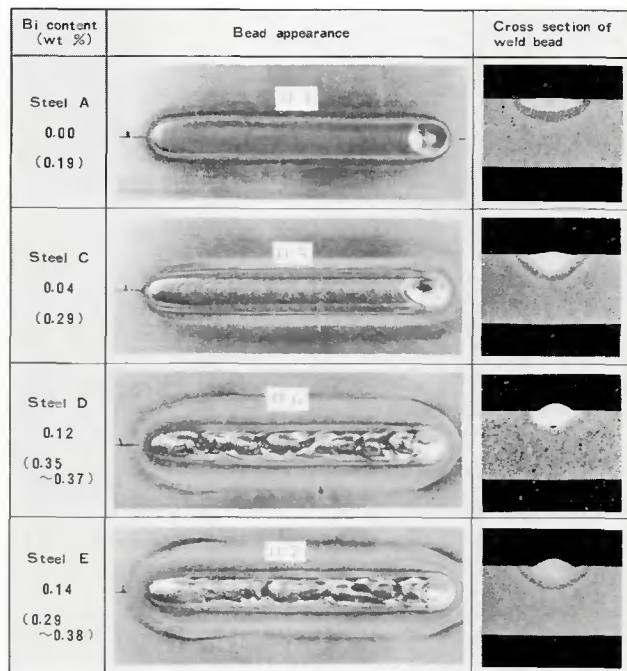 Bi content
(wt %)
Bead appearance
Cross section of
weld bead
Steel A
0.00
(0.19)
Steel C
0.04
(0.29)
Steel D
0.12
(0.35
~0.37)
Steel E
0.14
(0.29
~0.38)